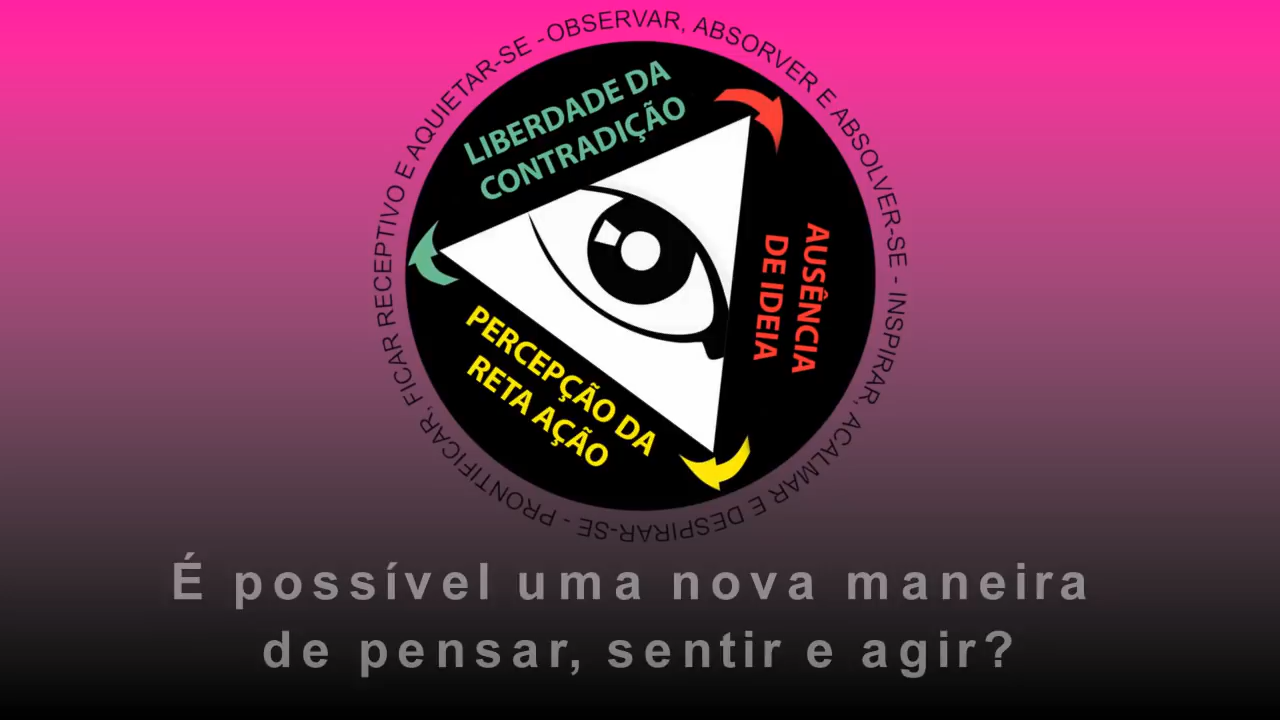 OBSERVAR, ABSORVER E ABSOLVER-SE - INSPIRAR, ACALMAR E DESPIRAR-SE - PRONTIFICAR, FICAR RECEPTIVO E AQUIETAR-SE -
LIBERDADE DA
CONTRADIÇÃO
AUSÊNCIA
DE IDEIA
PERCEPÇÃO DA
RETA AÇÃO
É possível uma nova maneira
de pensar, sentir e agir?